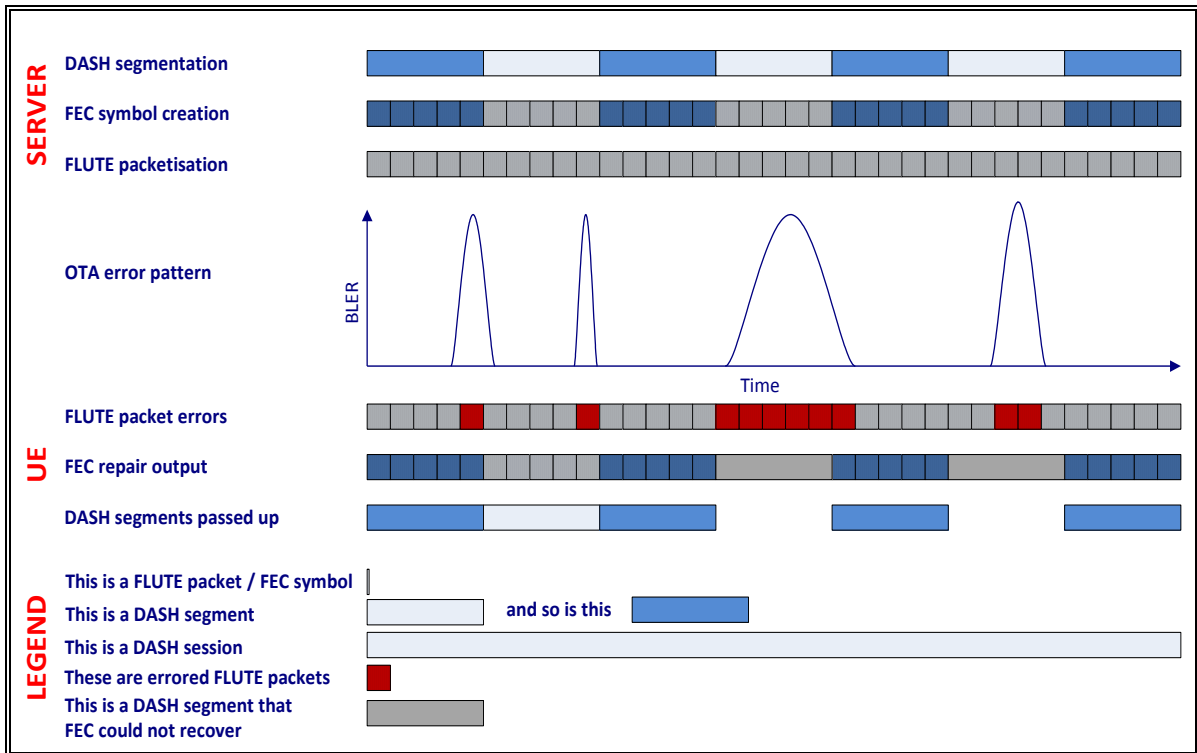 SERVER
DASH segmentation
FEC symbol creation
FLUTE packetisation
OTA error pattern
BLER
Time
UE
FLUTE packet errors
FEC repair output
DASH segments passed up
LEGEND
This is a FLUTE packet / FEC symbol
This is a DASH segment
and so is this
This is a DASH session
These are errored FLUTE packets
This is a DASH segment that
FEC could not recover